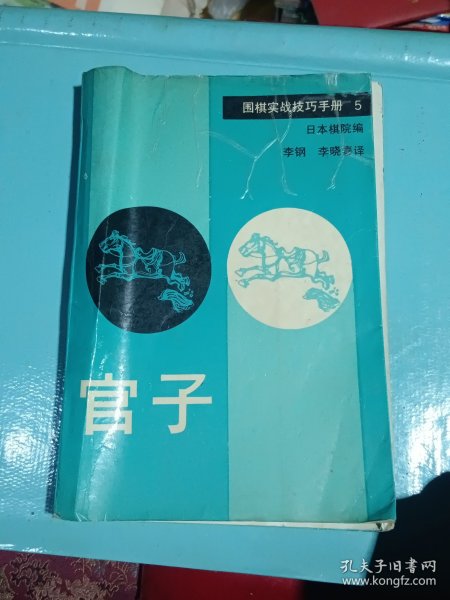 围棋实战技巧手册 5
日本棋院编
李钢 李晓彦译
官子
孔夫子旧书网
www.kongfz.com